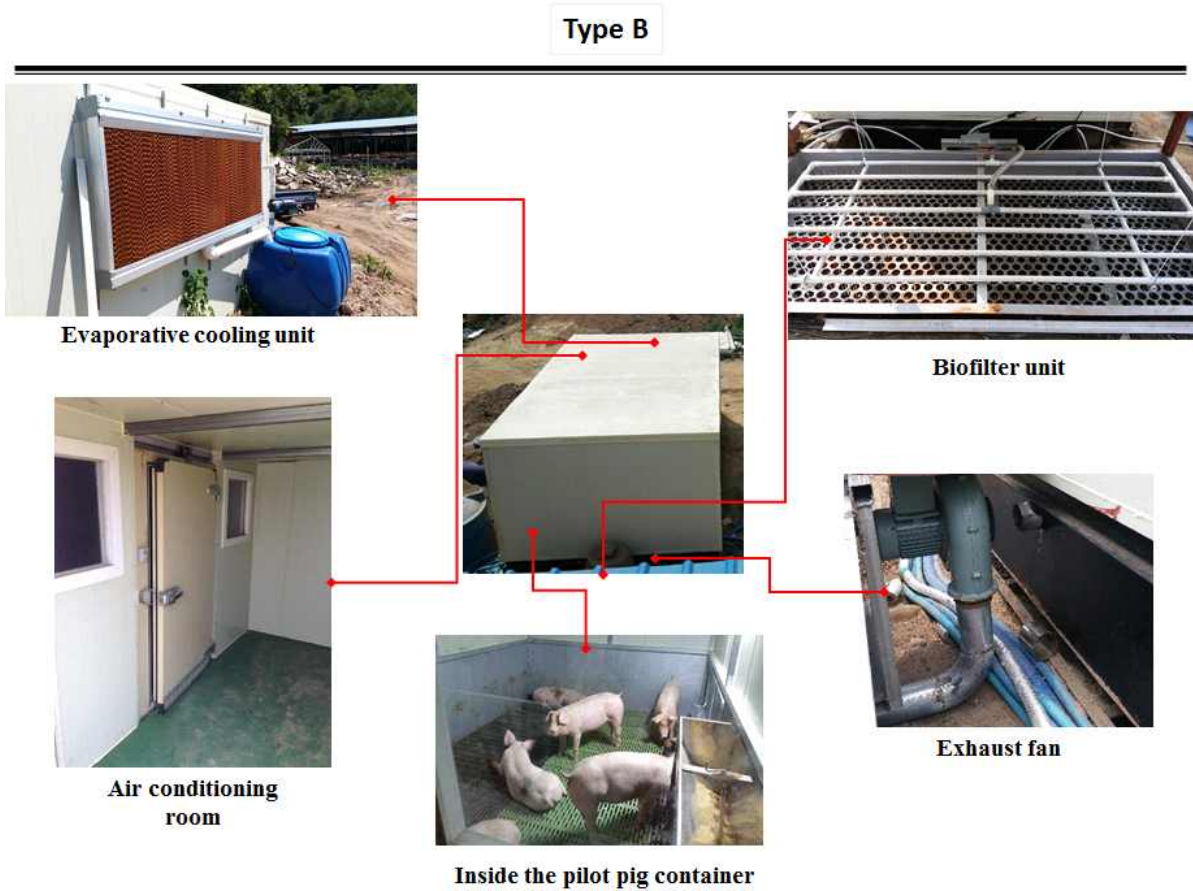 Type B
Evaporative cooling unit
Biofilter unit
Air conditioning
room
Exhaust fan
Inside the pilot pig container